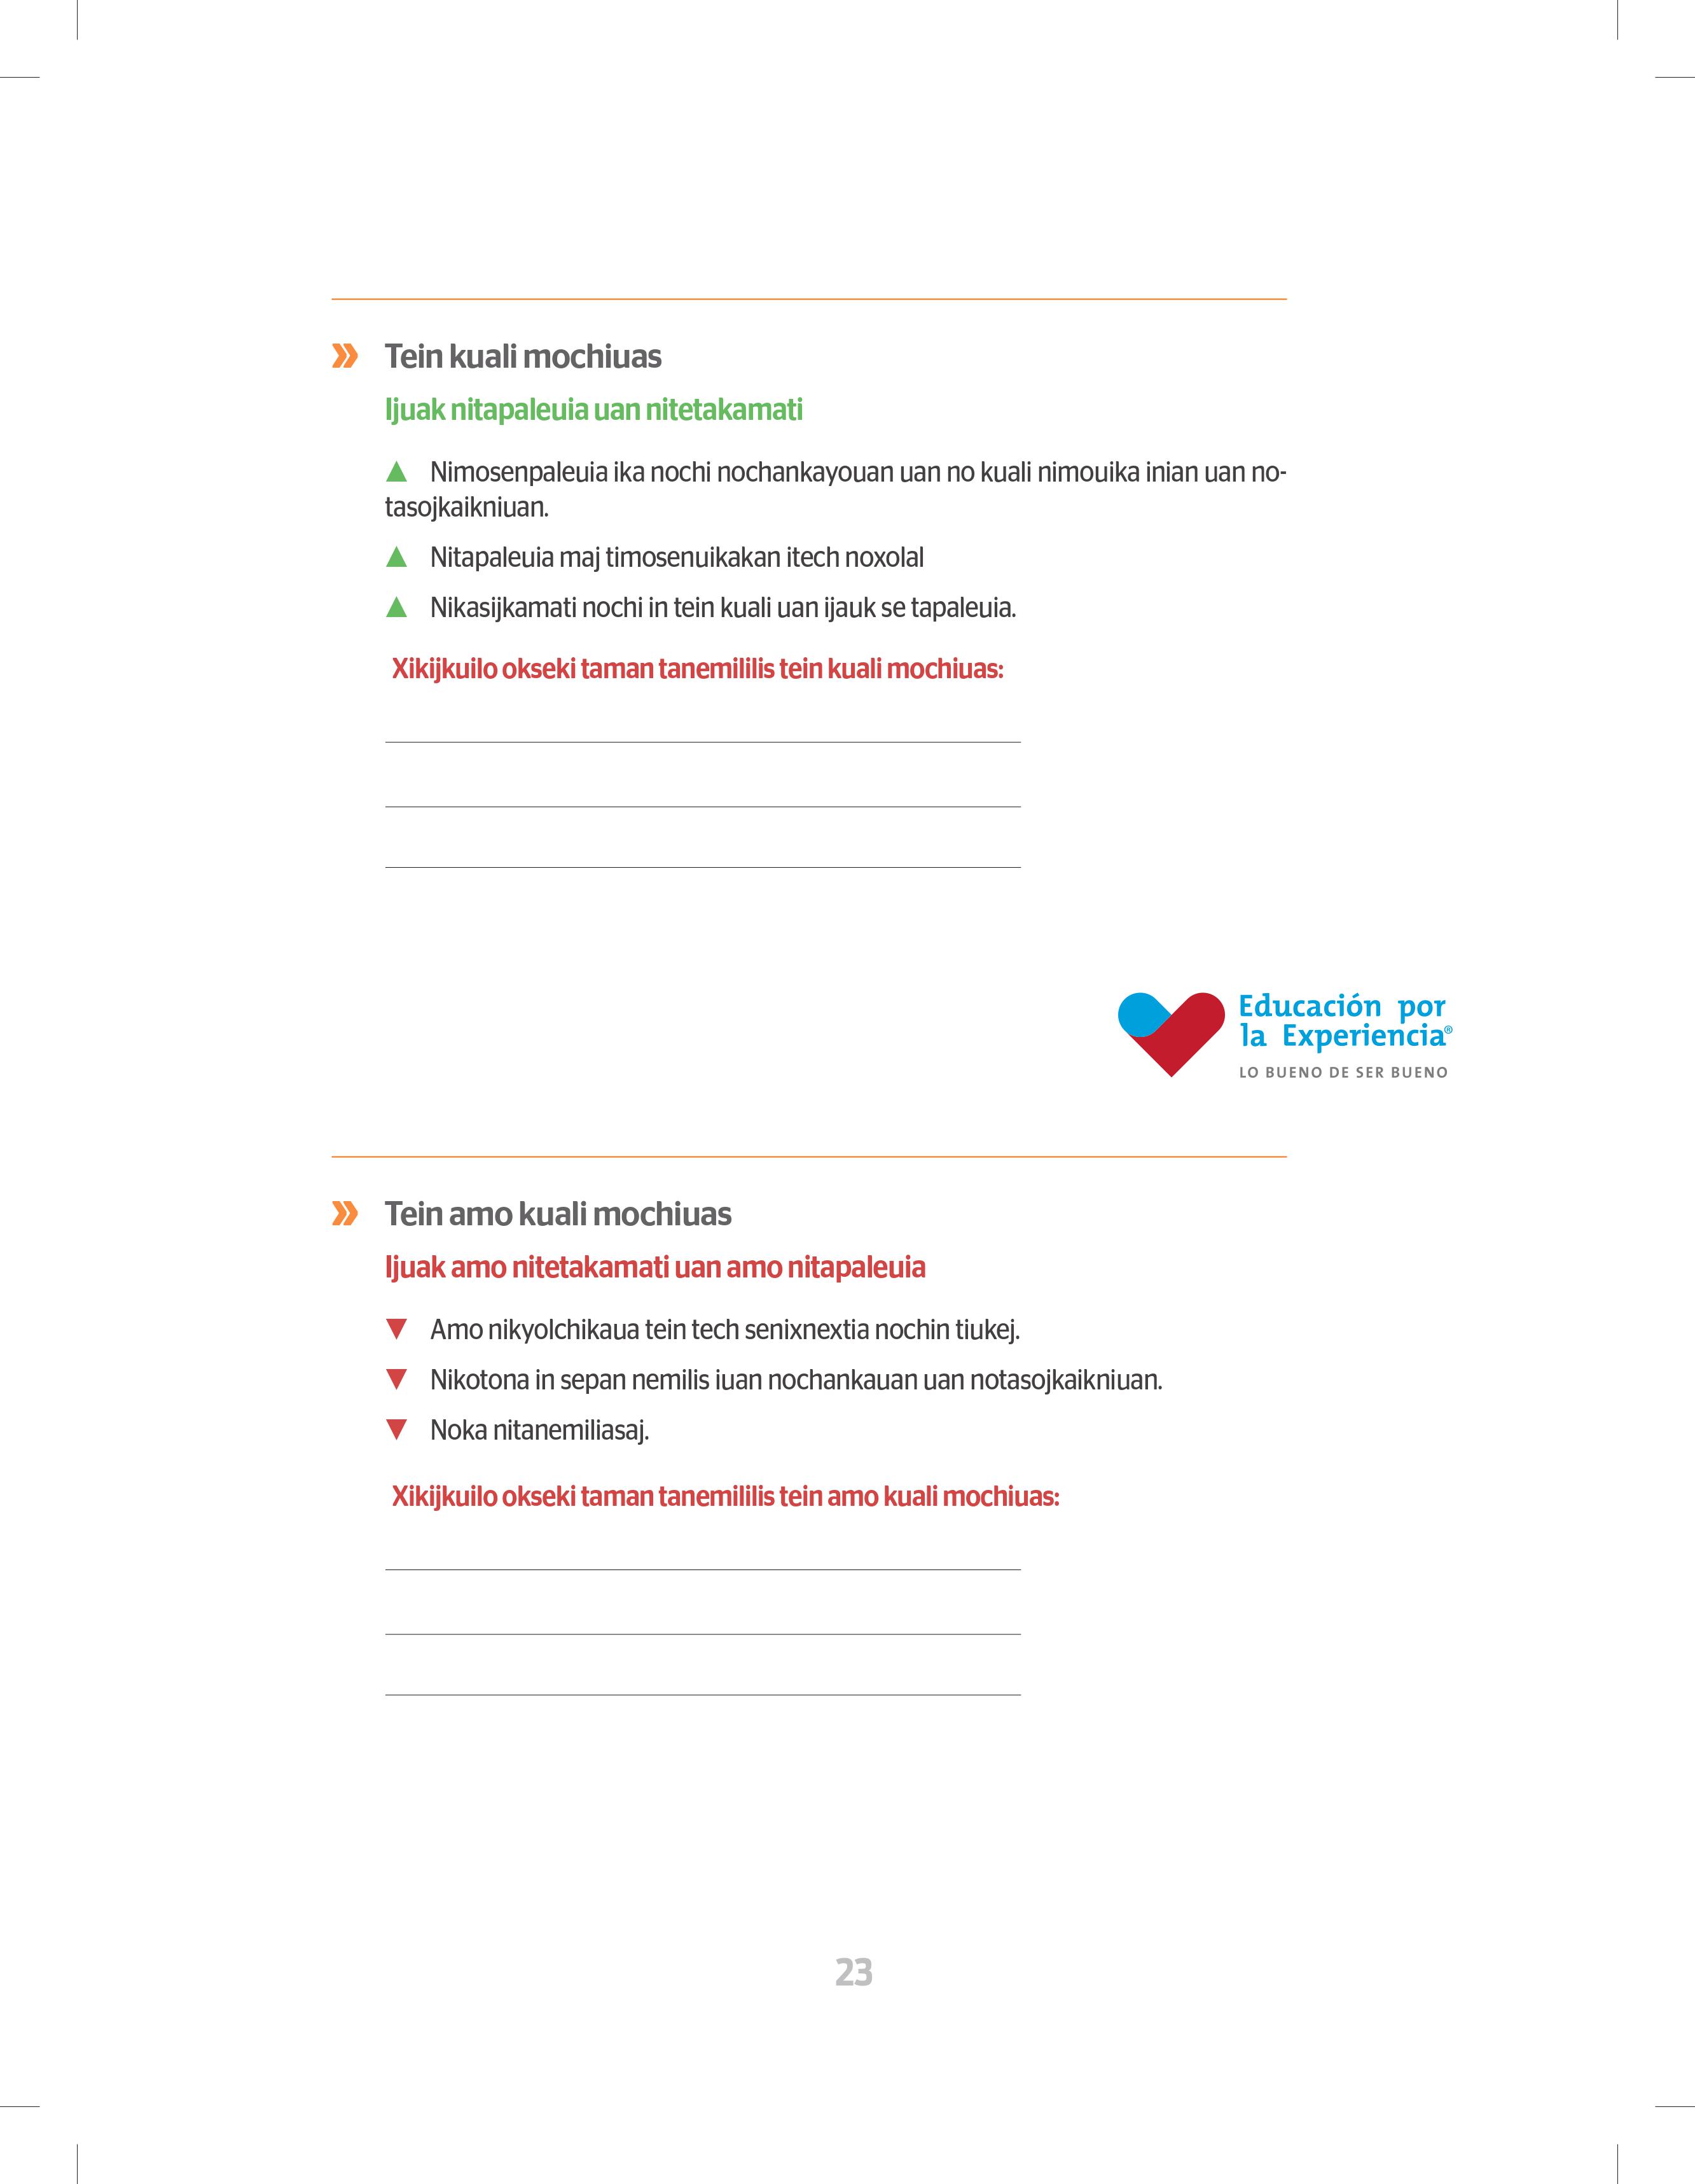 Tein kuali mochiuas
Ijuak nitapaleuia uan nitetakamati
Nimosenpaleuia ika nochi nochankayouan uan no kuali nimouika inian uan no-
tasojkaikniuan.
Nitapaleuia maj timosenuikakan itech noxolal
Nikasijkamati nochi in tein kuali uan ijauk se tapaleuia.
Xikijkuilo okseki taman tanemililis tein kuali mochiuas:
Educación por
la Experiencia®
LO BUENO DE SER BUENO
Tein amo kuali mochiuas
Ijuak amo nitetakamati uan amo nitapaleuia
Amo nikyolchikaua tein tech senixnextia nochin tiukej.
Nikotona in sepan nemilis iuan nochankauan uan notasojkaikniuan.
Noka nitanemiliasaj.
Xikijkuilo okseki taman tanemililis tein amo kuali mochiuas:
23